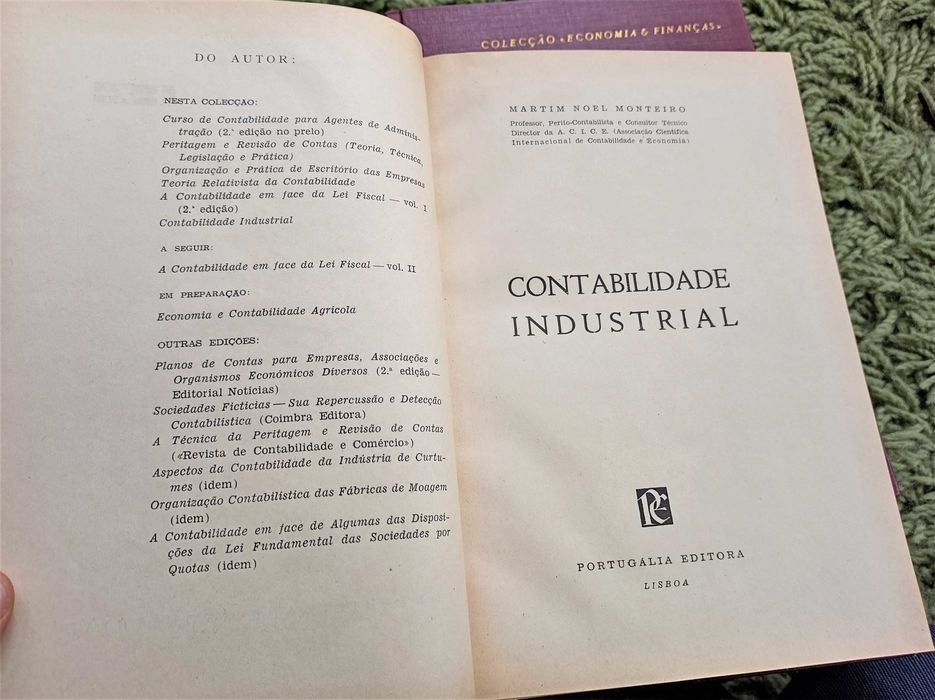 COLECÇÃO «ECONOMIA & FINANÇAS»
DO AUTOR:
NESTA COLECÇÃO:
Curso de Contabilidade para Agentes de Adminis-
tração (2.ª edição no prelo)
Peritagem e Revisão de Contas (Teoria, Técnica,
Legislação e Prática)
Organização e Prática de Escritório das Empresas
Teoria Relativista da Contabilidade
A Contabilidade em face da Lei Fiscal — vol. I
(2.ª edição)
Contabilidade Industrial
A SEGUIR:
A Contabilidade em face da Lei Fiscal — vol. II
EM PREPARAÇÃO:
Economia e Contabilidade Agrícola
OUTRAS EDIÇÕES:
Planos de Contas para Empresas, Associações e
Organismos Económicos Diversos (2.ª edição —
Editorial Notícias)
Sociedades Fictícias — Sua Repercussão e Detecção
Contabilística (Coimbra Editora)
A Técnica da Peritagem e Revisão de Contas
(«Revista de Contabilidade e Comércio»)
Aspectos da Contabilidade da Indústria de Curtu-
mes (idem)
Organização Contabilística das Fábricas de Moagem
(idem)
A Contabilidade em face de Algumas das Disposi-
ções da Lei Fundamental das Sociedades por
Quotas (idem)
MARTIM NOEL MONTEIRO
Professor, Perito-Contabilista e Consultor Técnico
Director da A. C. I. C. E. (Associação Científica
Internacional de Contabilidade e Economia)
CONTABILIDADE
INDUSTRIAL
PE
PORTUGÁLIA EDITORA
LISBOA